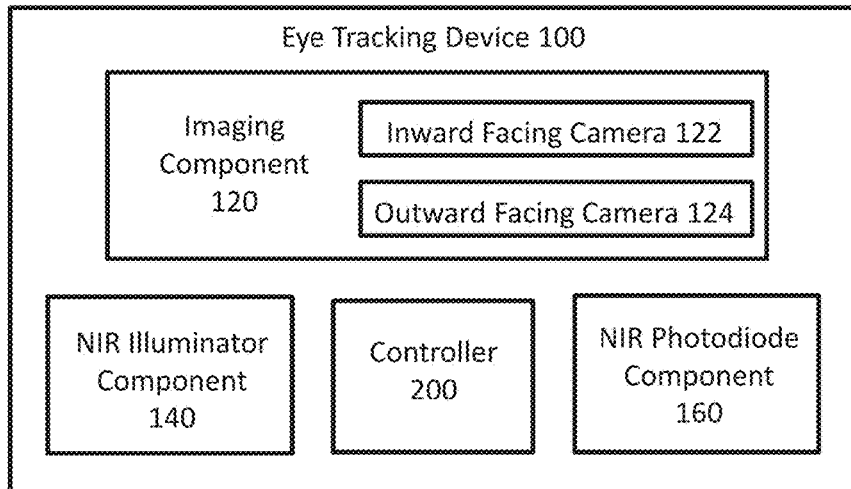 Eye Tracking Device 100
Imaging
Component
120
Inward Facing Camera 122
Outward Facing Camera 124
NIR Illuminator
Component
140
Controller
200
NIR Photodiode
Component
160